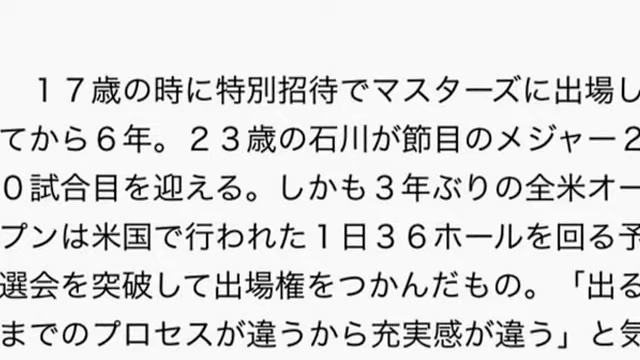 １７歳の時に特別招待でマスターズに出場し
てから６年。２３歳の石川が節目のメジャー２
０試合目を迎える。しかも３年ぶりの全米オー
プンは米国で行われた１日３６ホールを回る予
選会を突破して出場権をつかんだもの。「出る
までのプロセスが違うから充実感が違う」と気